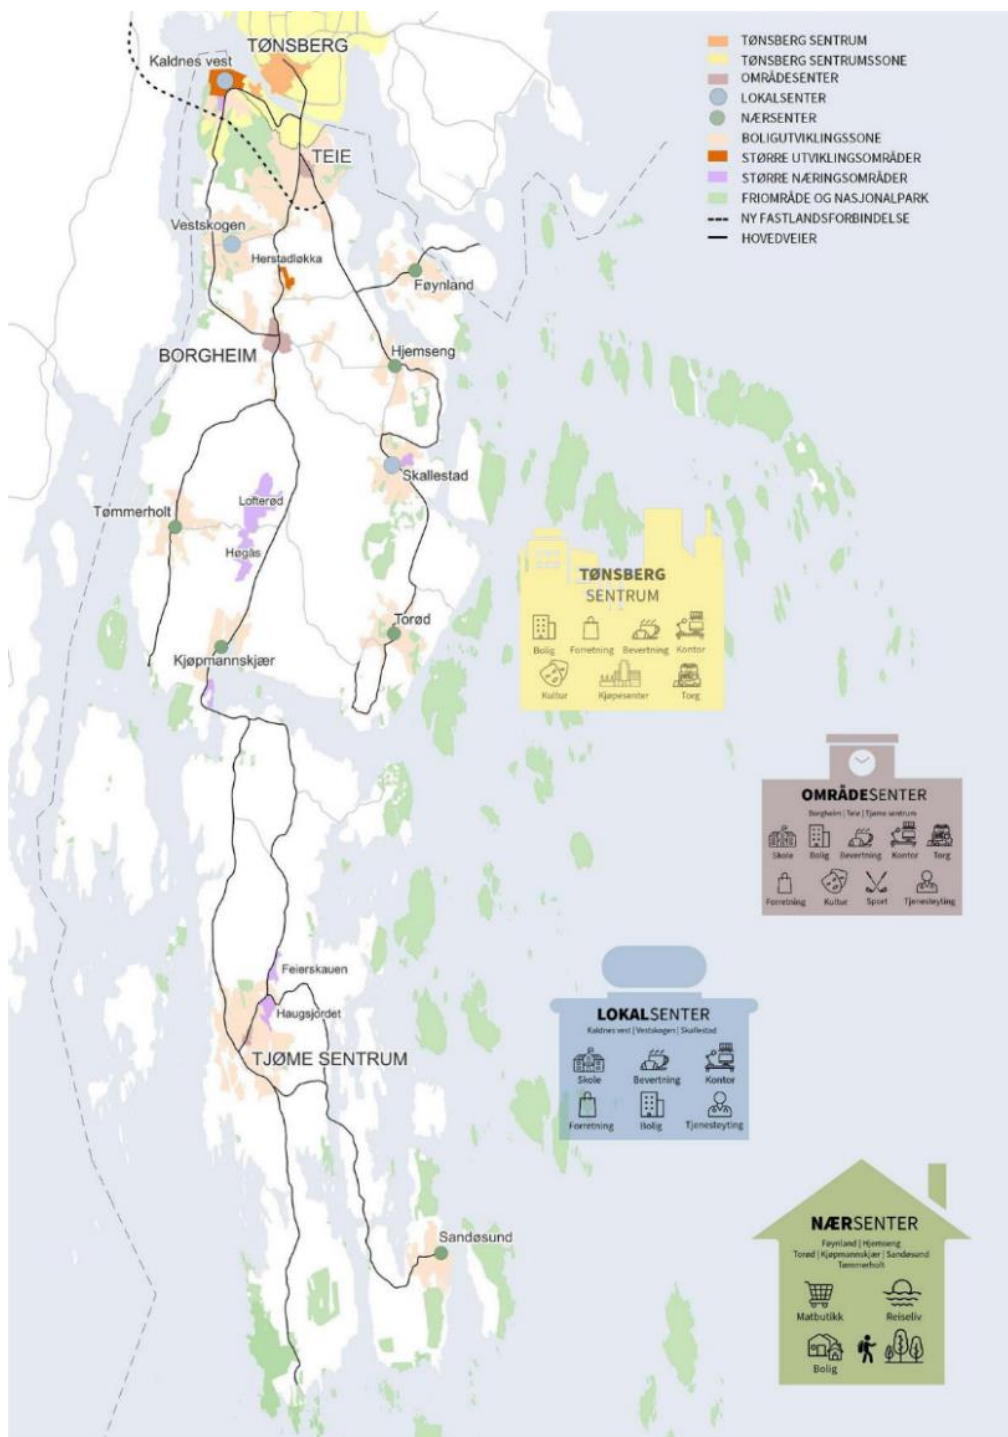 TØNSBERG
Kaldnes vest
TEIE
Vestskogen
Herstadløkka
Føynland
BORGHEIM
Hjemseng
Skallestad
Lofterød
Tømmerholt
Høgås
Torød
Kjøpmannskjær
Feierskauen
Haugsjordet
TJØME SENTRUM
Sandøsund
TØNSBERG SENTRUM
TØNSBERG SENTRUMSSONE
OMRÅDESENTER
LOKALSENTER
NÆRSENTER
BOLIGUTVIKLINGSSONE
STØRRE UTVIKLINGSOMRÅDER
STØRRE NÆRINGSOMRÅDER
FRIOMRÅDE OG NASJONALPARK
NY FASTLANDSFORBINDELSE
HOVEDVEIER
TØNSBERG
SENTRUM
Bolig Forretning Bevertning Kontor
Kultur Kjøpesenter Torg
OMRÅDESENTER
Borgheim | Teie | Tjøme sentrum
Skole Bolig Bevertning Kontor Torg
Forretning Kultur Sport Tjenesteyting
LOKALSENTER
Kaldnes vest | Vestskogen | Skallestad
Skole Bevertning Kontor
Forretning Bolig Tjenesteyting
NÆRSENTER
Føynland | Hjemseng
Torød | Kjøpmannskjær | Sandøsund
Tømmerholt
Matbutikk Reiseliv
Bolig